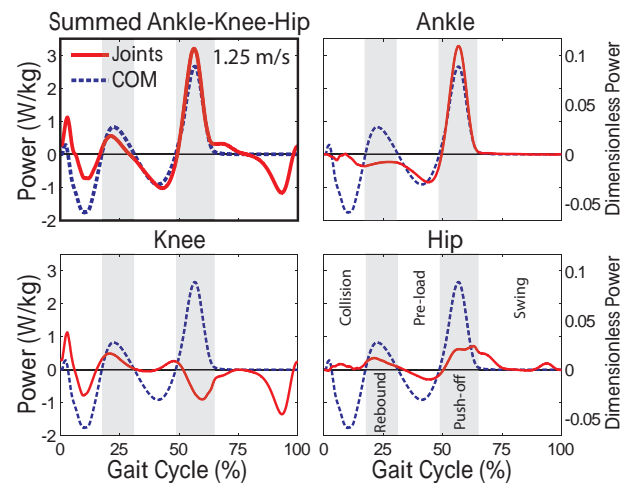 Summed Ankle-Knee-Hip
Ankle
Joints
1.25 m/s
COM
Power (W/kg)
3
2
1
0
-1
-2
0.1
0.05
0
-0.05
Dimensionless Power
Knee
Hip
Power (W/kg)
3
2
1
0
-1
-2
Collision
Rebound
Pre-load
Push-off
Swing
0.1
0.05
0
-0.05
Dimensionless Power
0 25 50 75 100
0 25 50 75 100
Gait Cycle (%)
Gait Cycle (%)